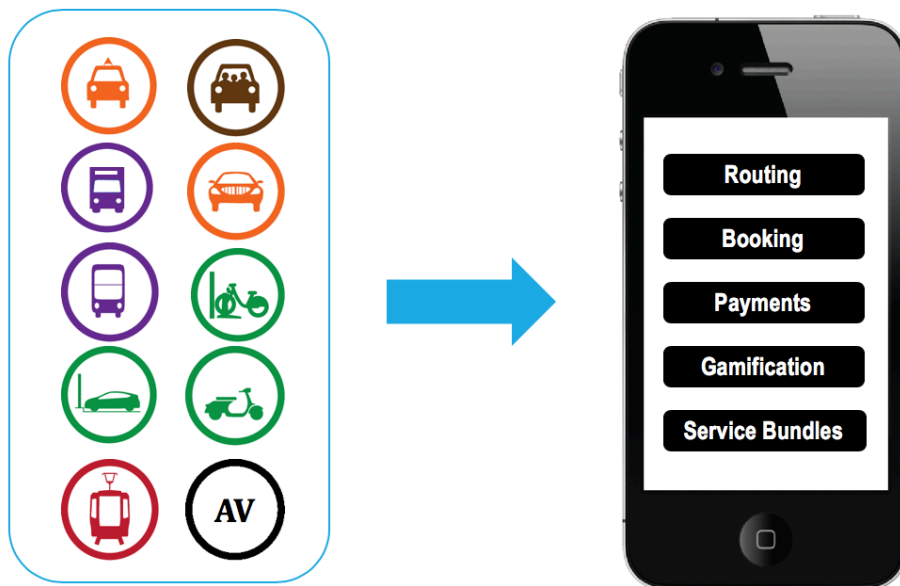 AV
Routing
Booking
Payments
Gamification
Service Bundles